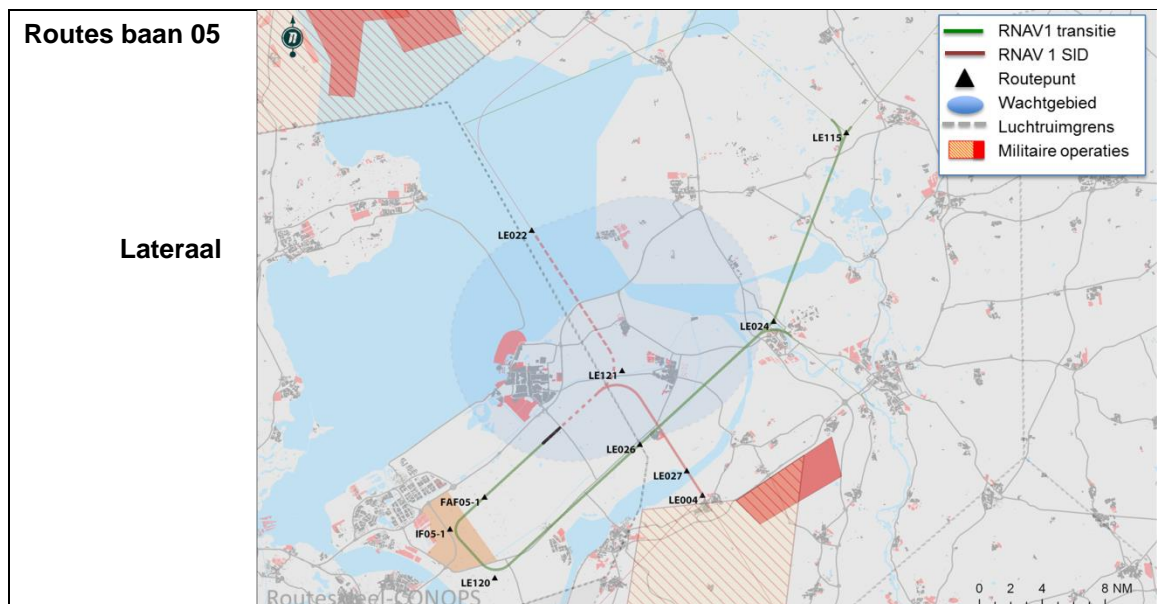 Routes baan 05
Lateraal
n
RNAV1 transitie
RNAV 1 SID
Routepunt
Wachtgebied
Luchtruimgrens
Militaire operaties
LE115
LE022
LE024
LE121
LE026
LE027
LE004
FAF05-1
IF05-1
LE120
0 2 4 8 NM